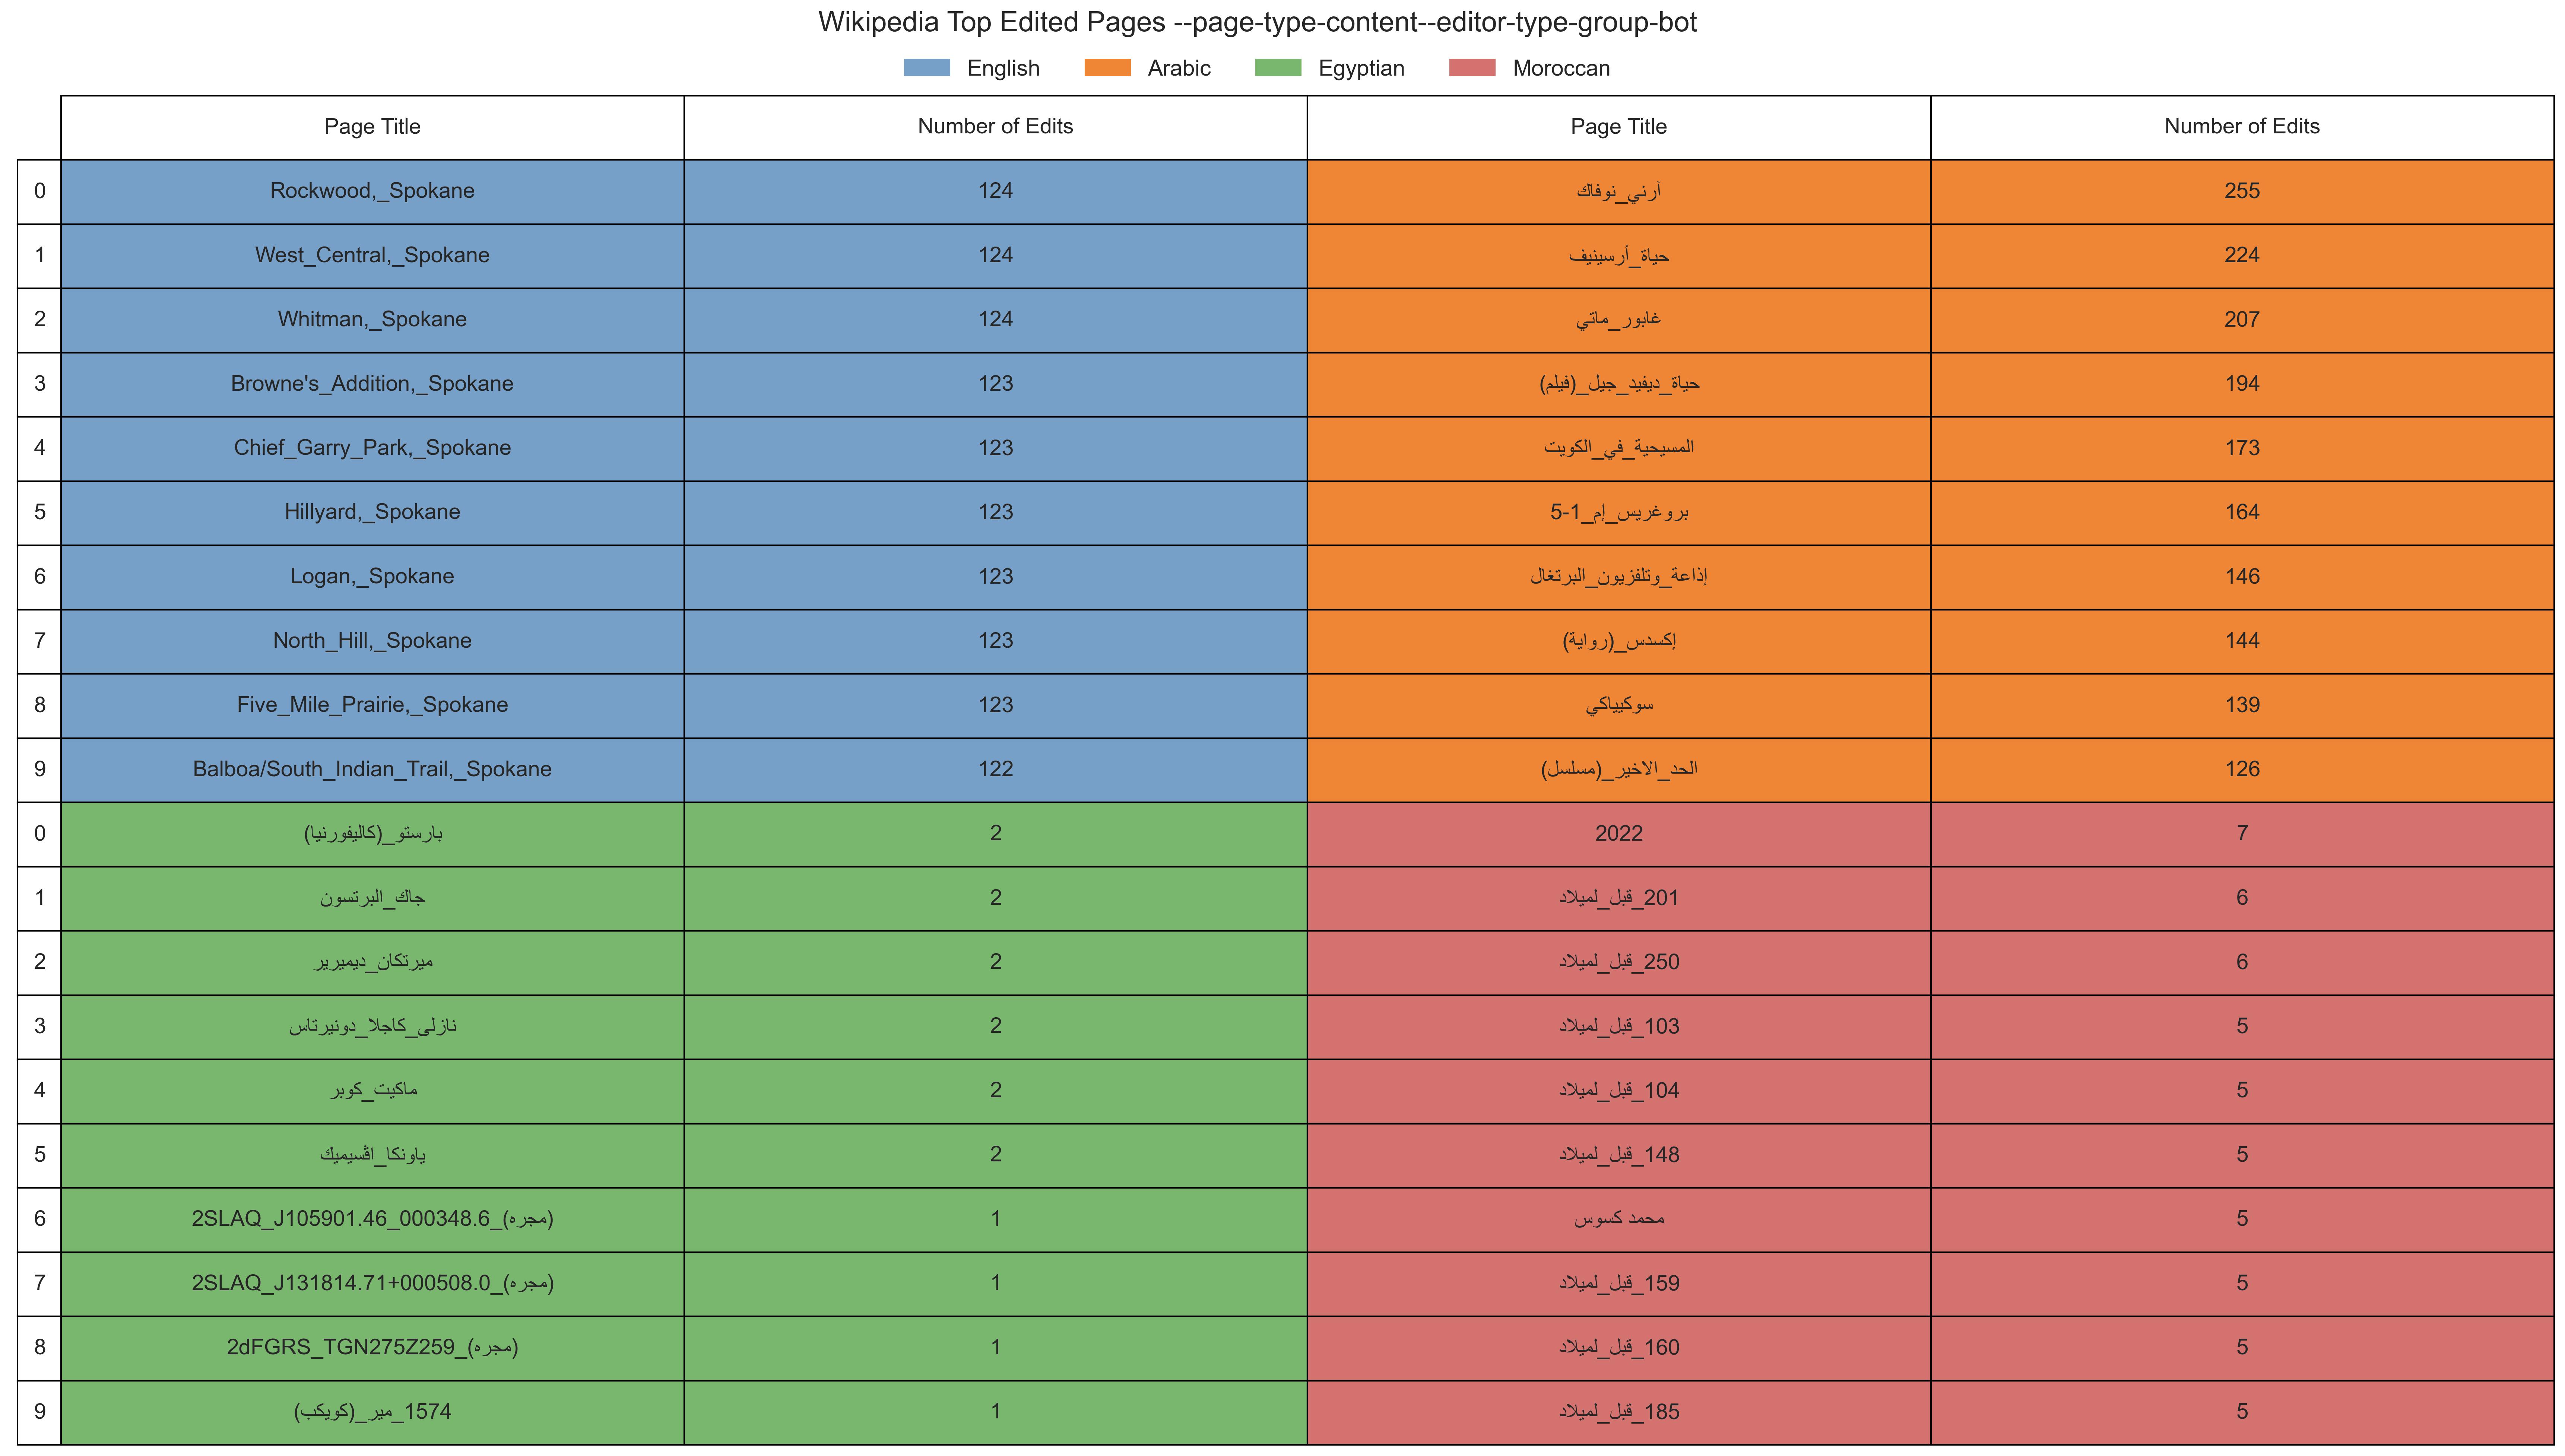 Wikipedia Top Edited Pages --page-type-content--editor-type-group-bot
English Arabic Egyptian Moroccan
Page Title Number of Edits Page Title Number of Edits
0 Rockwood,_Spokane 124 آرني_نوفاك 255
1 West_Central,_Spokane 124 حياة_أرسينيف 224
2 Whitman,_Spokane 124 غابور_ماتي 207
3 Browne's_Addition,_Spokane 123 حياة_ديفيد_جيل_(فيلم) 194
4 Chief_Garry_Park,_Spokane 123 المسيحية_في_الكويت 173
5 Hillyard,_Spokane 123 بروغريس_إم_1-5 164
6 Logan,_Spokane 123 إذاعة_وتلفزيون_البرتغال 146
7 North_Hill,_Spokane 123 إكسدس_(رواية) 144
8 Five_Mile_Prairie,_Spokane 123 سوكيياكي 139
9 Balboa/South_Indian_Trail,_Spokane 122 الحد_الاخير_(مسلسل) 126
0 بارستو_(كاليفورنيا) 2 2022 7
1 جاك_البرتسون 2 201_قبل_لميلاد 6
2 ميرتكان_ديميرير 2 250_قبل_لميلاد 6
3 نازلى_كاجلا_دونيرتاس 2 103_قبل_لميلاد 5
4 ماكيت_كوبر 2 104_قبل_لميلاد 5
5 ياونكا_اڤسيميك 2 148_قبل_لميلاد 5
6 2SLAQ_J105901.46_000348.6_(مجره) 1 محمد كسوس 5
7 2SLAQ_J131814.71+000508.0_(مجره) 1 159_قبل_لميلاد 5
8 2dFGRS_TGN275Z259_(مجره) 1 160_قبل_لميلاد 5
9 1574_مير_(كويكب) 1 185_قبل_لميلاد 5